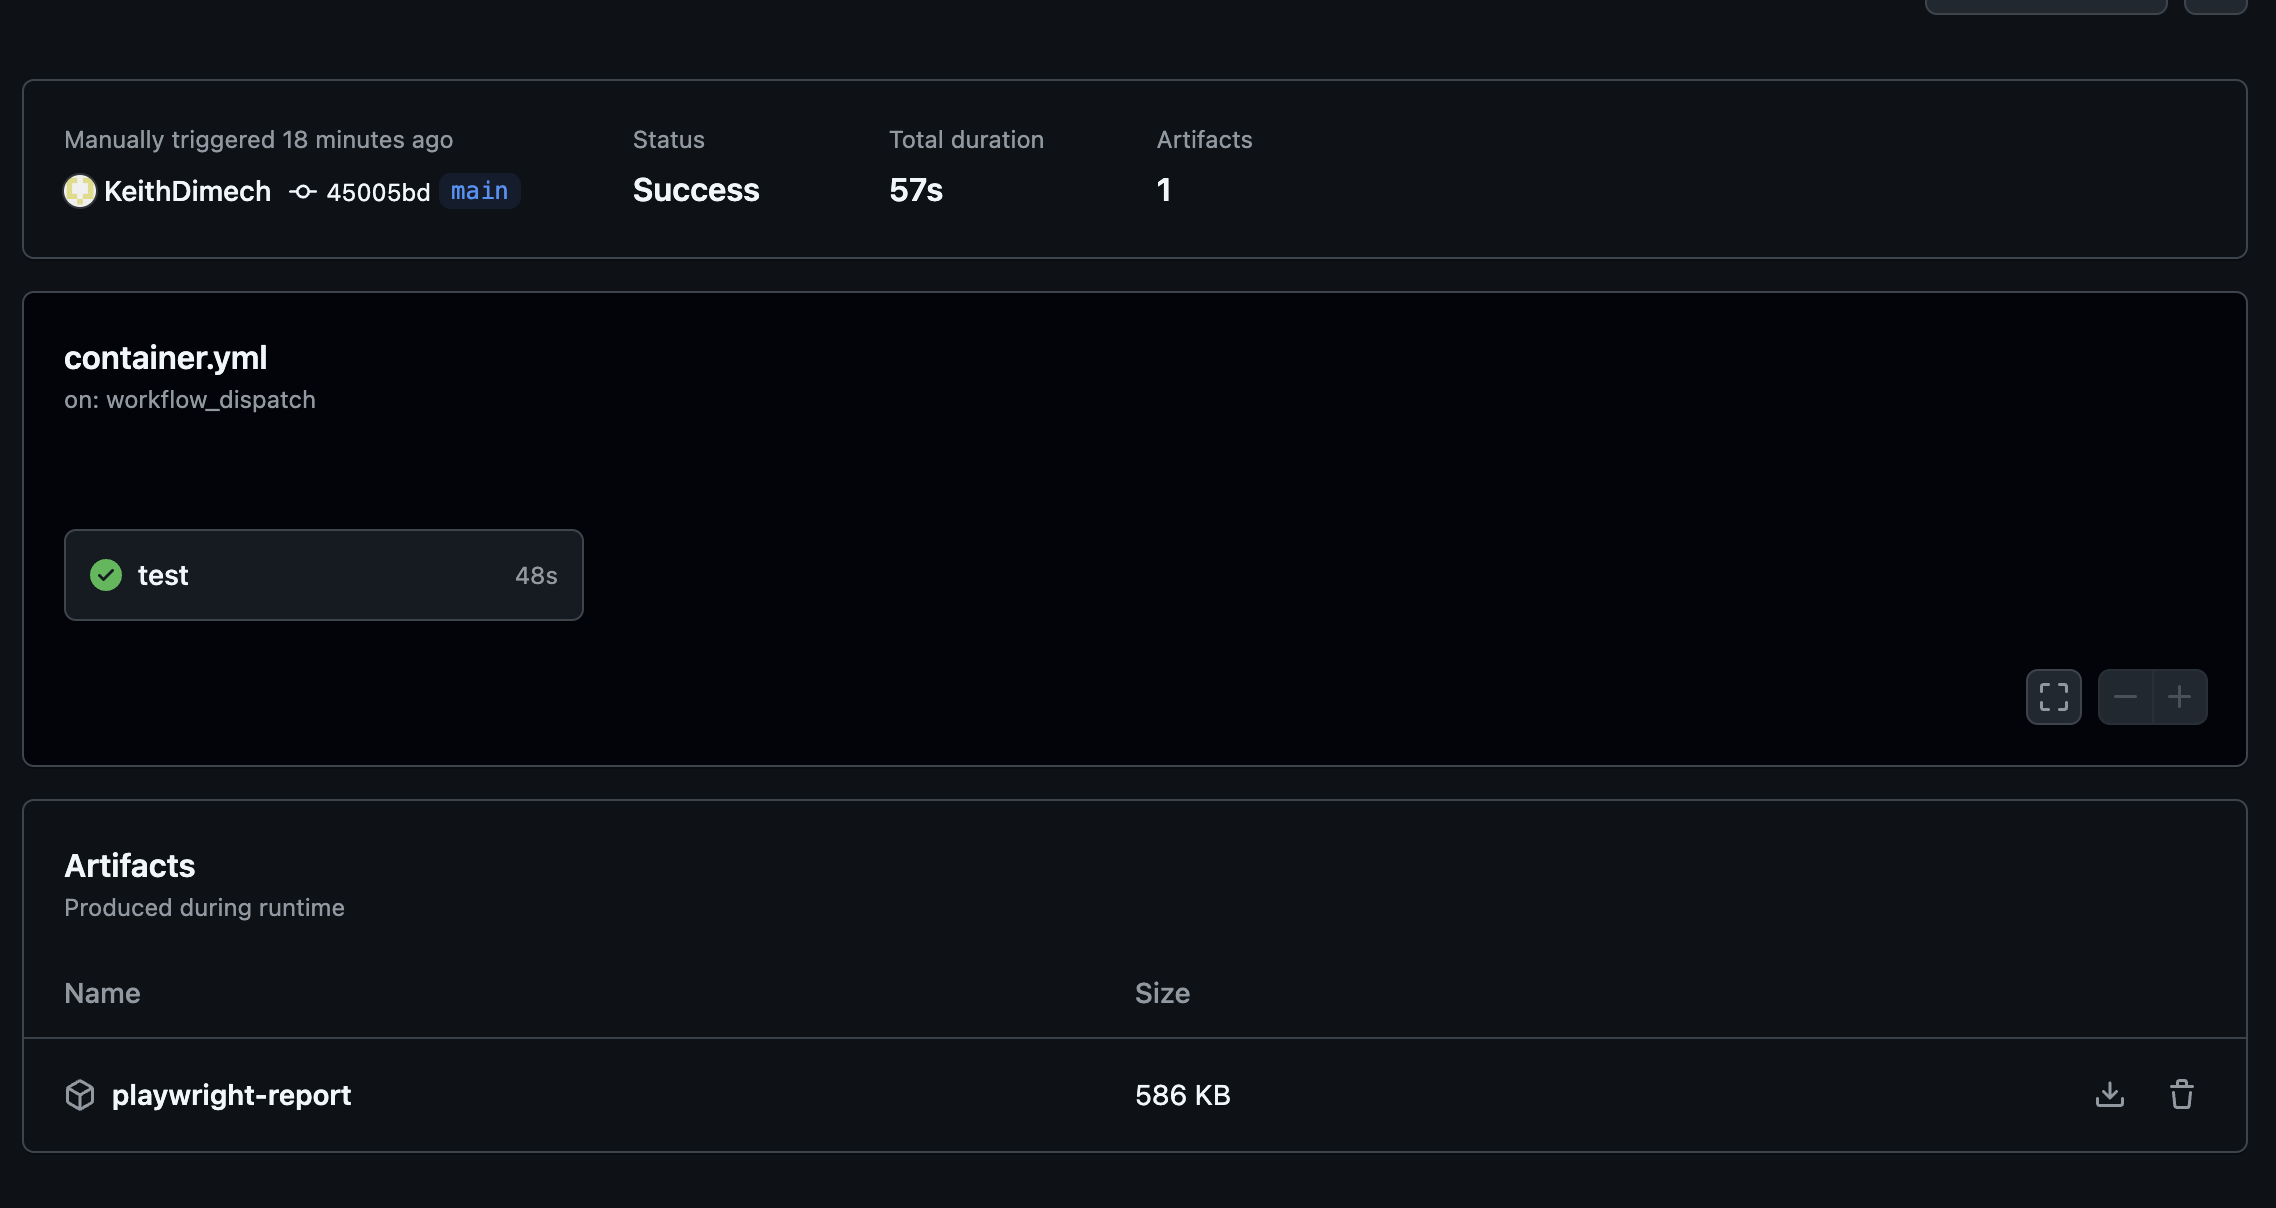 Manually triggered 18 minutes ago
KeithDimech 45005bd main
Status
Success
Total duration
57s
Artifacts
1
container.yml
on: workflow_dispatch
test 48s
Artifacts
Produced during runtime
Name Size
playwright-report 586 KB